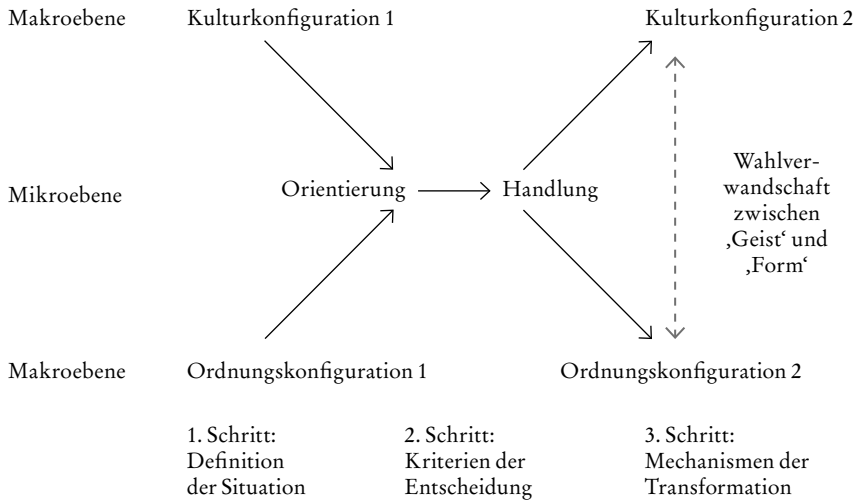 Makroebene Kulturkonfiguration 1 Kulturkonfiguration 2
Mikroebene Orientierung Handlung
Wahlver-
wandschaft
zwischen
‚Geist‘ und
‚Form‘
Makroebene Ordnungskonfiguration 1 Ordnungskonfiguration 2
1. Schritt:
Definition
der Situation
2. Schritt:
Kriterien der
Entscheidung
3. Schritt:
Mechanismen der
Transformation